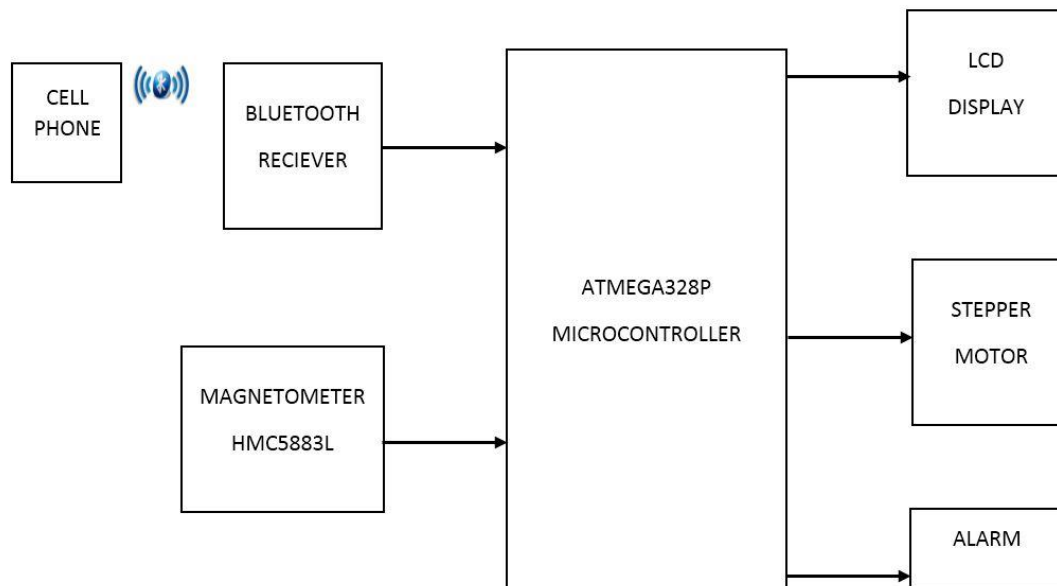 CELL
PHONE
BLUETOOTH
RECIEVER
MAGNETOMETER
HMC5883L
ATMEGA328P
MICROCONTROLLER
LCD
DISPLAY
STEPPER
MOTOR
ALARM